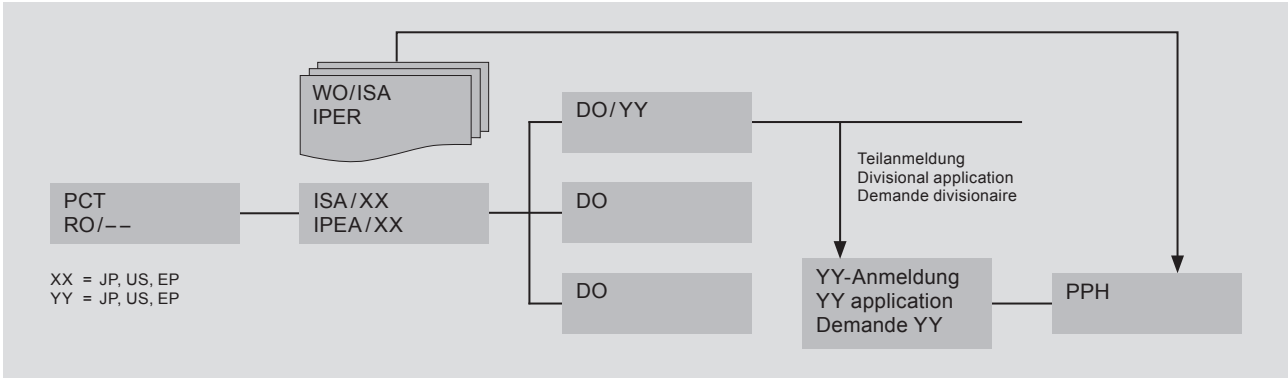 WO/ISA
IPER
DO/YY
Teilanmeldung
Divisional application
Demande divisionaire
PCT
RO/--
ISA/XX
IPEA/XX
DO
XX = JP, US, EP
YY = JP, US, EP
DO
YY-Anmeldung
YY application
Demande YY
PPH